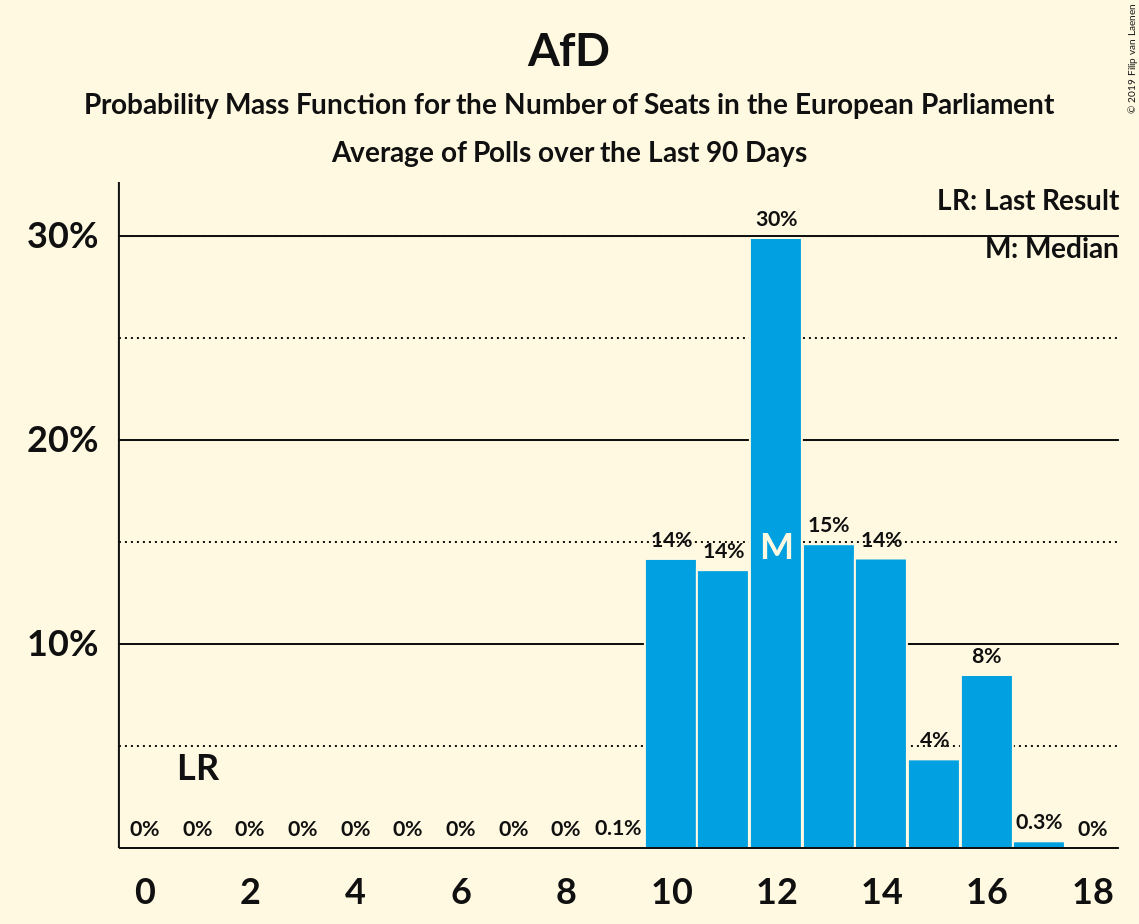 AfD
Probability Mass Function for the Number of Seats in the European Parliament
Average of Polls over the Last 90 Days
© 2019 Filip van Laenen
LR: Last Result
M: Median
30%
20%
10%
30%
14%
14%
15%
14%
4%
8%
0.3%
0%
M
LR
0% 0% 0% 0% 0% 0% 0% 0% 0% 0.1%
0 2 4 6 8 10 12 14 16 18